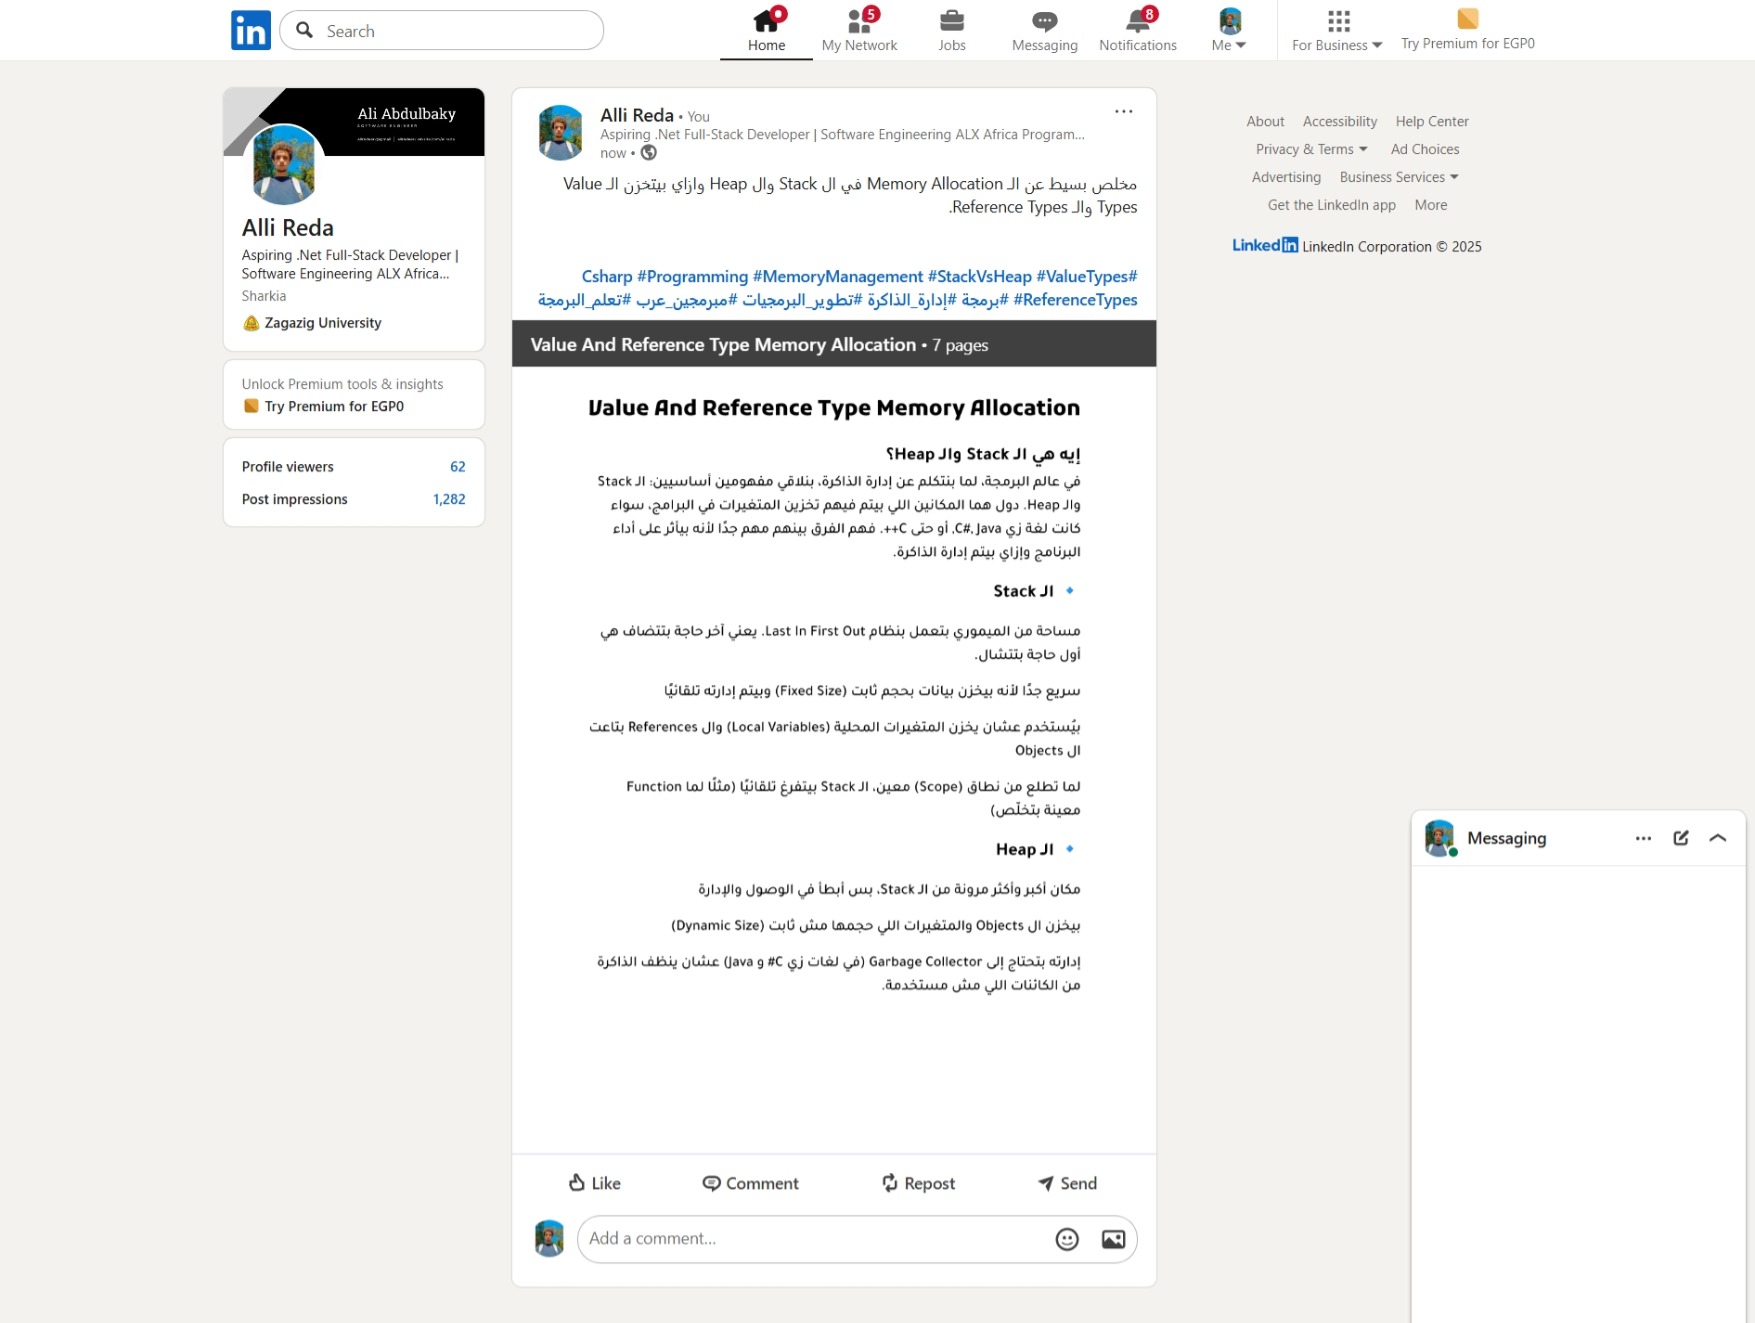 in
Search
Home
5
My Network
Jobs
Messaging
8
Notifications
Me
For Business
Try Premium for EGP0
Ali Abdulbaky
SOFTWARE ENGINEER
Alli Reda
Aspiring .Net Full-Stack Developer |
Software Engineering ALX Africa...
Sharkia
Zagazig University
Unlock Premium tools & insights
Try Premium for EGP0
Profile viewers 62
Post impressions 1,282
Alli Reda • You
Aspiring .Net Full-Stack Developer | Software Engineering ALX Africa Program...
now •
مخلص بسيط عن الـ Memory Allocation في ال Stack وال Heap وازاي بيتخزن الـ Value
Types والـ Reference Types.
#Csharp #Programming #MemoryManagement #StackVsHeap #ValueTypes
#ReferenceTypes #برمجة #إدارة_الذاكرة #تطوير_البرمجيات #مبرمجين_عرب #تعلم_البرمجة
Value And Reference Type Memory Allocation • 7 pages
Value And Reference Type Memory Allocation
إيه هي الـ Stack والـ Heap؟
في عالم البرمجة، لما بنتكلم عن إدارة الذاكرة، بنلاقي مفهومين أساسيين: الـ Stack
والـ Heap. دول هما المكانين اللي بيتم فيهم تخزين المتغيرات في البرامج، سواء
كانت لغة زي C#, Java, أو حتى C++. فهم الفرق بينهم مهم جدًا لأنه بيأثر على أداء
البرنامج وإزاي بيتم إدارة الذاكرة.
🔹 الـ Stack
مساحة من الميموري بتعمل بنظام Last In First Out. يعني آخر حاجة بتتضاف هي
أول حاجة بتتشال.
سريع جدًا لأنه بيخزن بيانات بحجم ثابت (Fixed Size) وبيتم إدارته تلقائيًا
بيُستخدم عشان يخزن المتغيرات المحلية (Local Variables) وال References بتاعت
ال Objects
لما تطلع من نطاق (Scope) معين، الـ Stack بيتفرغ تلقائيًا (مثلًا لما Function
معينة بتخلّص)
🔹 الـ Heap
مكان أكبر وأكثر مرونة من الـ Stack، بس أبطأ في الوصول والإدارة
بيخزن ال Objects والمتغيرات اللي حجمها مش ثابت (Dynamic Size)
إدارته بتحتاج إلى Garbage Collector (في لغات زي C# و Java) عشان ينظف الذاكرة
من الكائنات اللي مش مستخدمة.
Like
Comment
Repost
Send
Add a comment...
About Accessibility Help Center
Privacy & Terms Ad Choices
Advertising Business Services
Get the LinkedIn app More
LinkedIn LinkedIn Corporation © 2025
Messaging